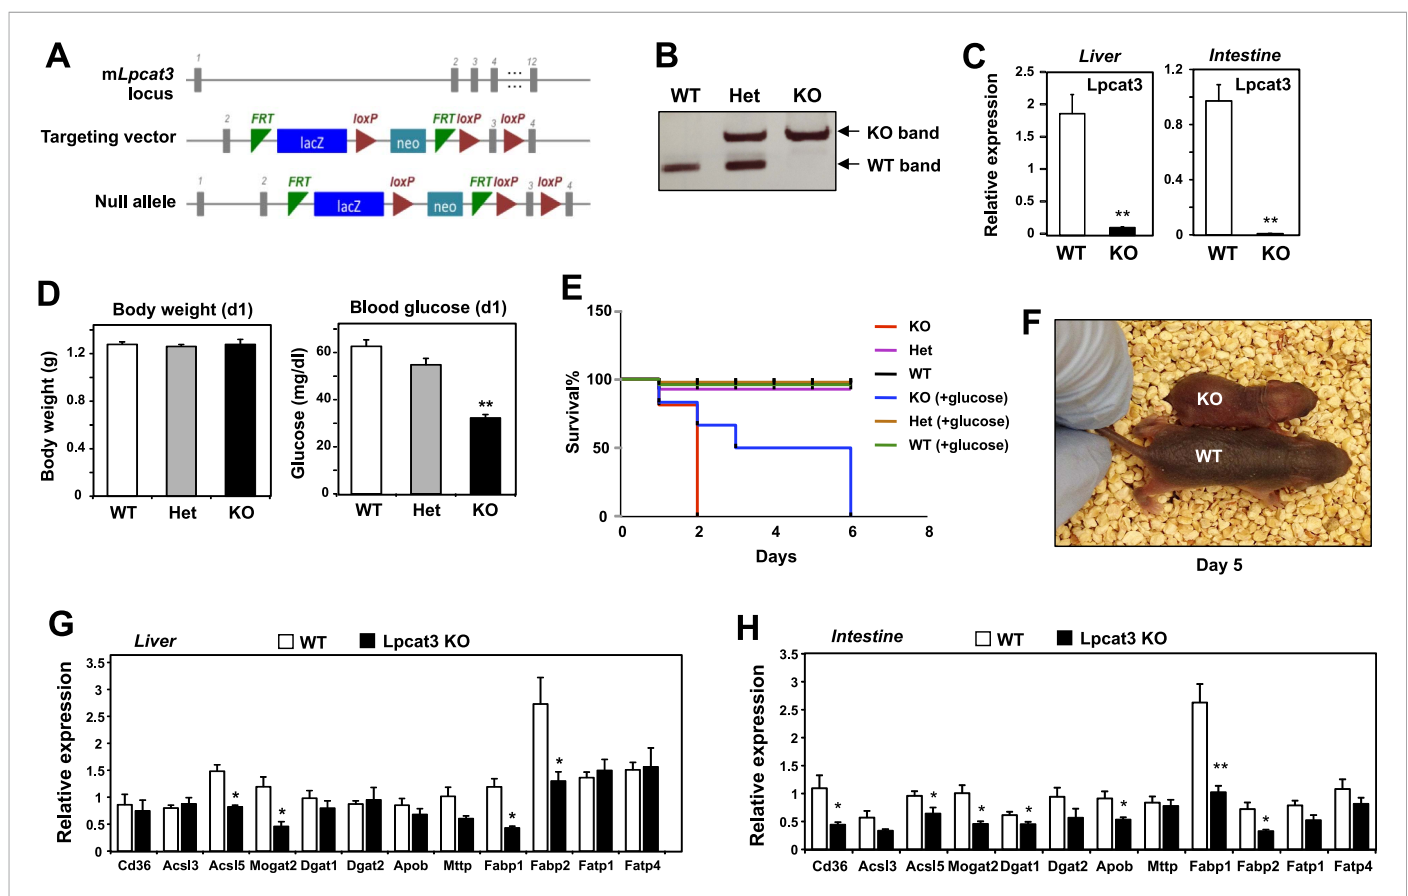 A
mLpcat3
locus
1
2
3
4
...
...
12
Targeting vector
2
FRT
lacZ
loxP
neo
FRT
loxP
3
loxP
4
Null allele
1
2
FRT
lacZ
loxP
neo
FRT
loxP
3
loxP
4
B
WT Het KO
KO band
WT band
C
Liver
Lpcat3
Relative expression
2.5
2
1.5
1
0.5
0
**
WT KO
Intestine
Lpcat3
1.2
0.8
0.4
0
**
WT KO
D
Body weight (d1)
Body weight (g)
1.2
0.8
0.4
0
WT Het KO
Blood glucose (d1)
Glucose (mg/dl)
60
40
20
0
**
WT Het KO
E
Survival%
150
100
50
0
0 2 4 6 8
Days
KO
Het
WT
KO (+glucose)
Het (+glucose)
WT (+glucose)
F
KO
WT
Day 5
G
Liver
WT
Lpcat3 KO
Relative expression
3.5
3
2.5
2
1.5
1
0.5
0
* * * *
Cd36 Acsl3 Acsl5 Mogat2 Dgat1 Dgat2 Apob Mttp Fabp1 Fabp2 Fatp1 Fatp4
H
Intestine
WT
Lpcat3 KO
Relative expression
3.5
3
2.5
2
1.5
1
0.5
0
* * * * * ** *
Cd36 Acsl3 Acsl5 Mogat2 Dgat1 Dgat2 Apob Mttp Fabp1 Fabp2 Fatp1 Fatp4